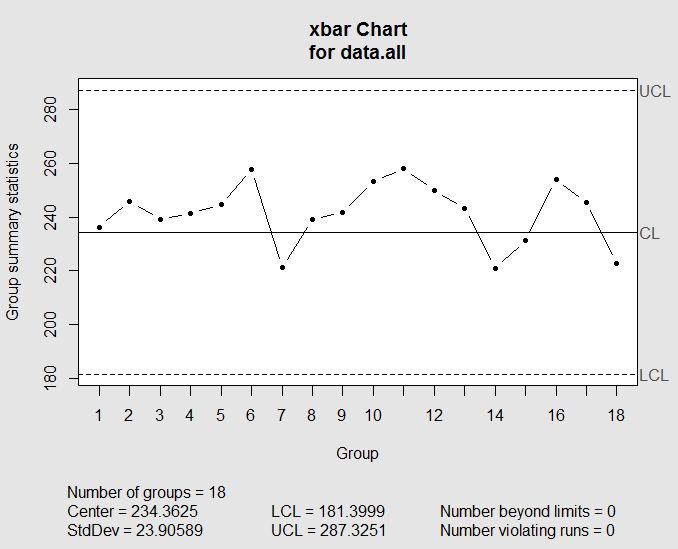 xbar Chart
for data.all
Group summary statistics
280
260
240
220
200
180
UCL
CL
LCL
1 2 3 4 5 6 7 8 9 10 12 14 16 18
Group
Number of groups = 18
Center = 234.3625 LCL = 181.3999 Number beyond limits = 0
StdDev = 23.90589 UCL = 287.3251 Number violating runs = 0